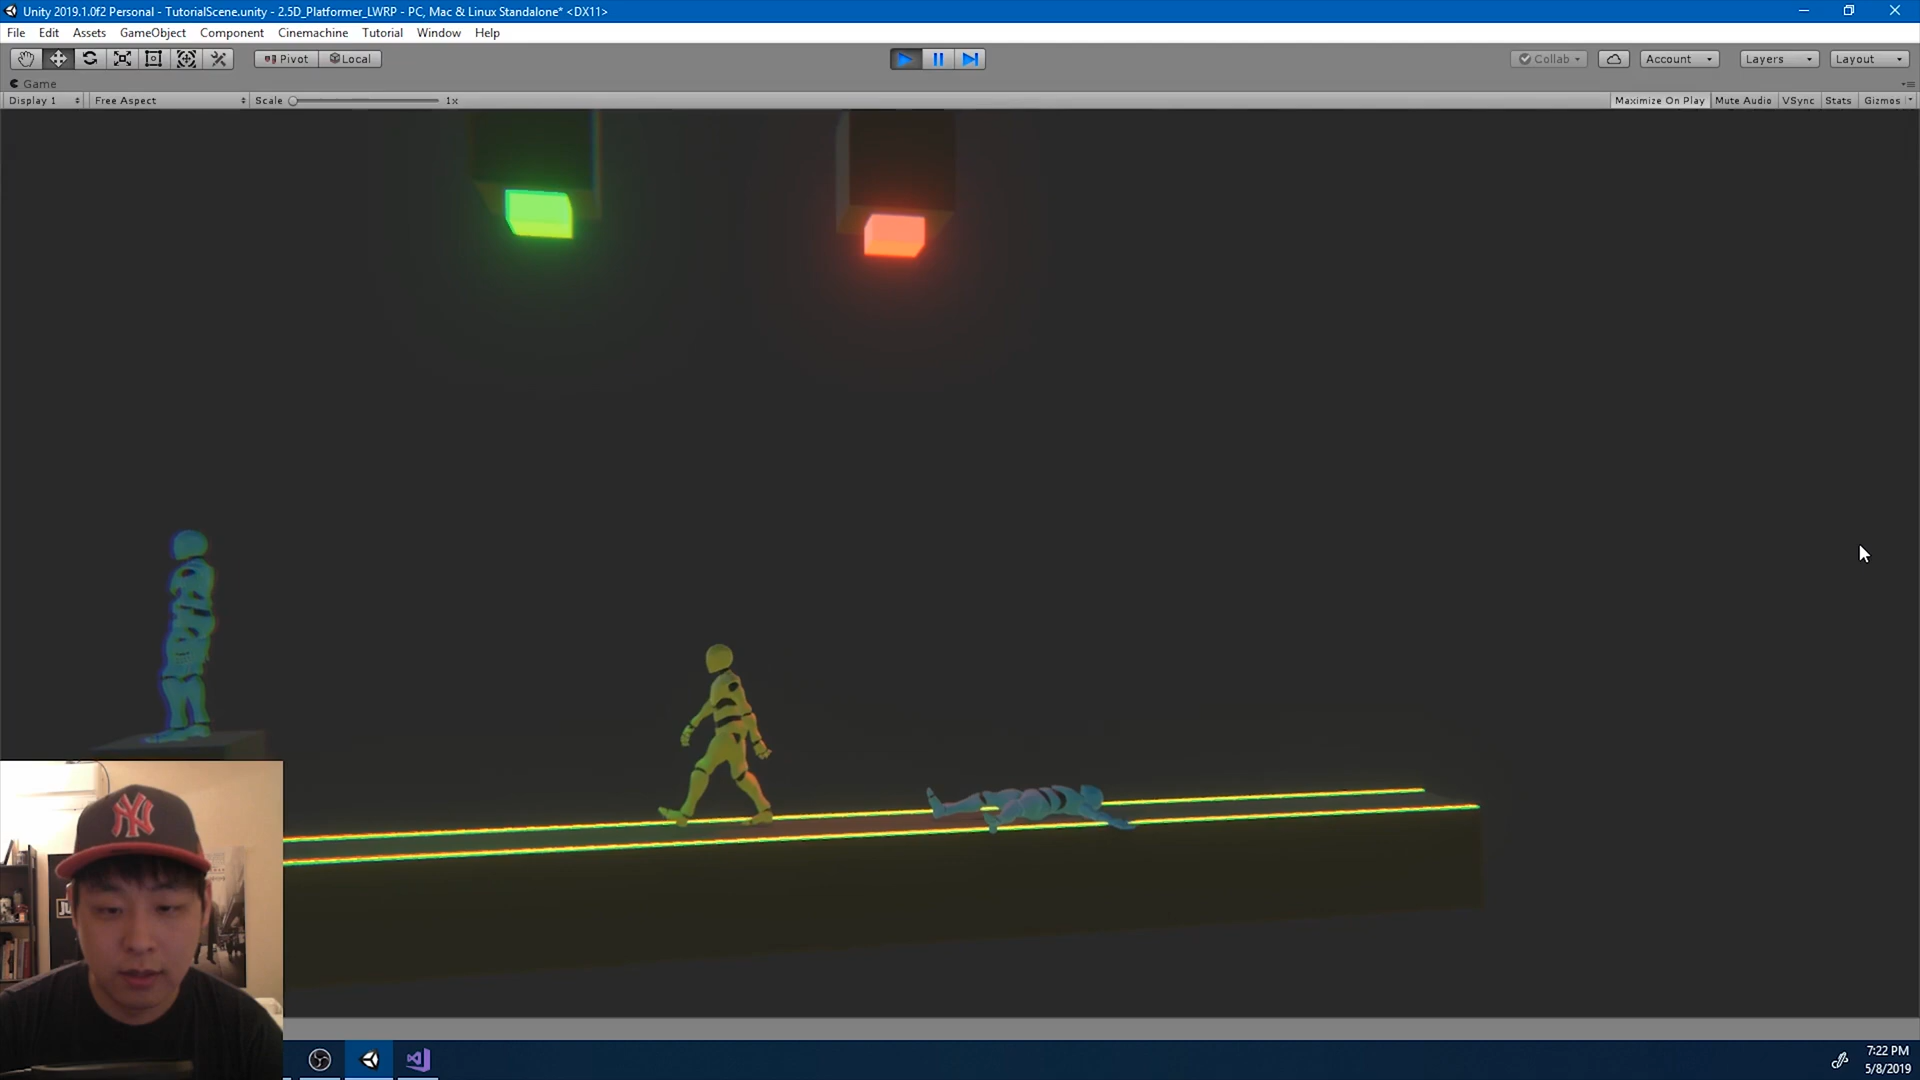 Unity 2019.1.0f2 Personal - TutorialScene.unity - 2.5D_Platformer_LWRP - PC, Mac & Linux Standalone* <DX11>
File Edit Assets GameObject Component Cinemachine Tutorial Window Help
Pivot Local Collab Account Layers Layout
Game
Display 1 Free Aspect Scale 1x Maximize On Play Mute Audio VSync Stats Gizmos
NY
JU
7:22 PM
5/8/2019